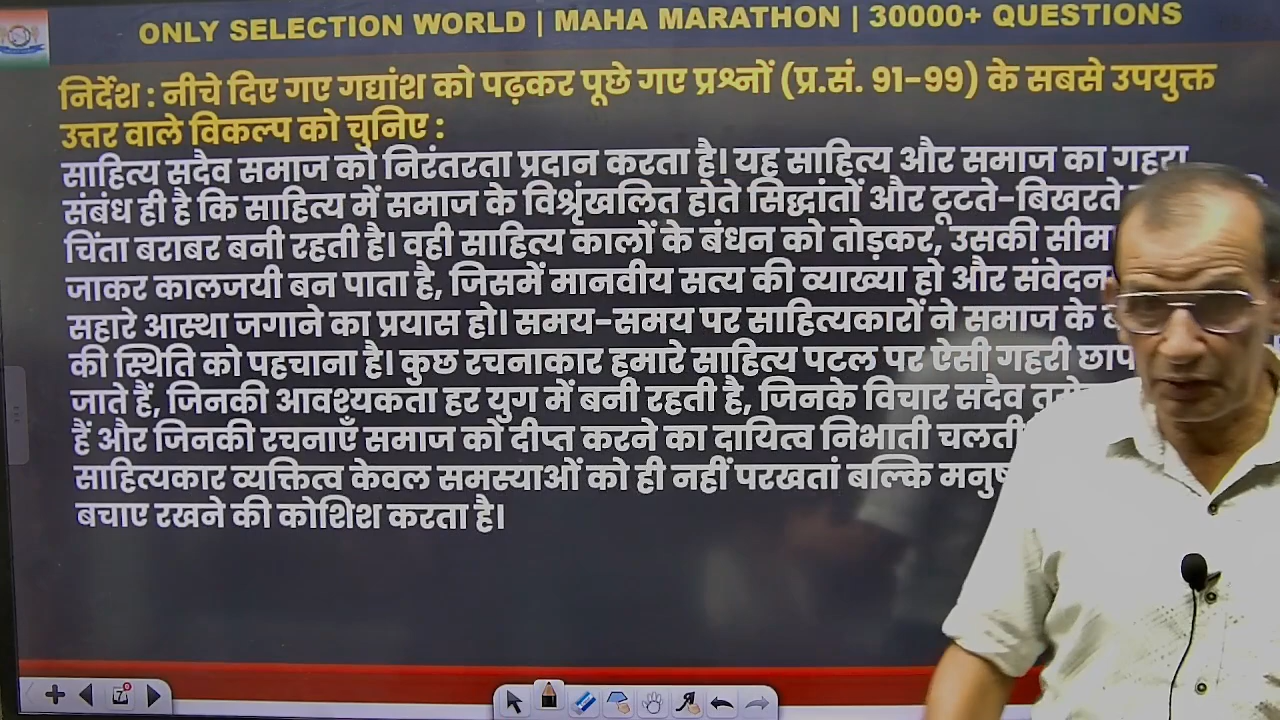 ONLY SELECTION WORLD | MAHA MARATHON | 30000+ QUESTIONS
निर्देश : नीचे दिए गए गद्यांश को पढ़कर पूछे गए प्रश्नों (प्र.सं. 91-99) के सबसे उपयुक्त
उत्तर वाले विकल्प को चुनिए :
साहित्य सदैव समाज को निरंतरता प्रदान करता है। यह साहित्य और समाज का गहरा
संबंध ही है कि साहित्य में समाज के विश्रृंखलित होते सिद्धांतों और टूटते-बिखरते
चिंता बराबर बनी रहती है। वही साहित्य कालों के बंधन को तोड़कर, उसकी
जाकर कालजयी बन पाता है, जिसमें मानवीय सत्य की व्याख्या हो और
सहारे आस्था जगाने का प्रयास हो। समय-समय पर साहित्यकारों ने समाज के
की स्थिति को पहचाना है। कुछ रचनाकार हमारे साहित्य पटल पर ऐसी गहरी छाप
जाते हैं, जिनकी आवश्यकता हर युग में बनी रहती है, जिनके विचार सदैव
हैं और जिनकी रचनाएँ समाज को दीप्त करने का दायित्व निभाती
साहित्यकार व्यक्तित्व केवल समस्याओं को ही नहीं परखतां बल्कि
बचाए रखने की कोशिश करता है।